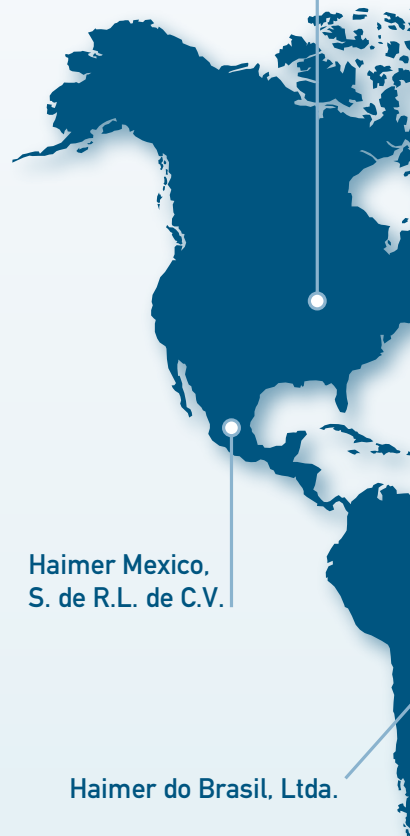 Haimer Mexico,
S. de R.L. de C.V.
Haimer do Brasil, Ltda.